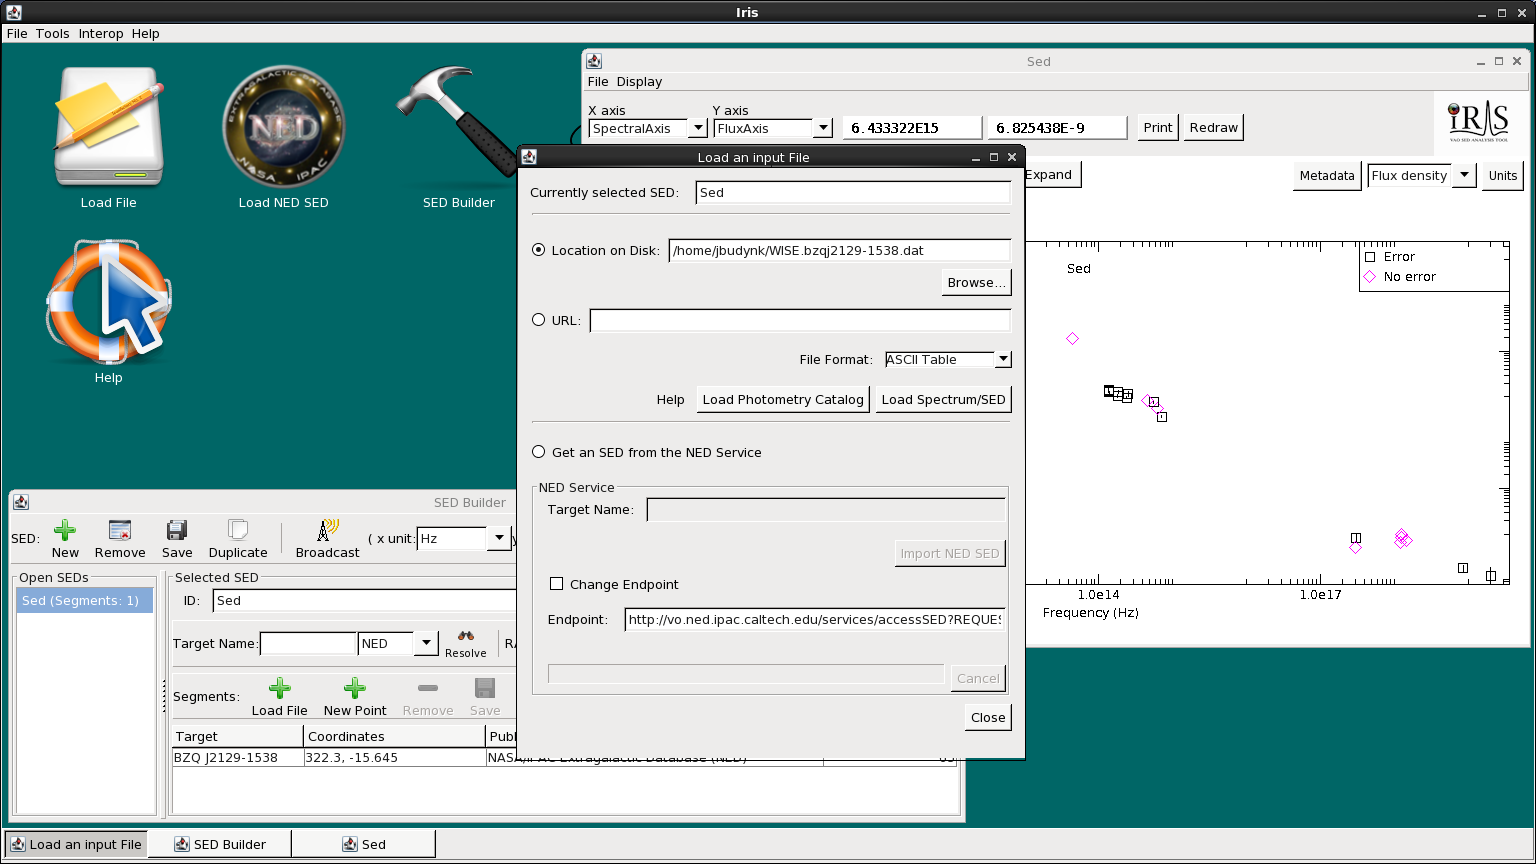 Iris
File Tools Interop Help
Load File
Load NED SED
SED Builder
Help
Sed
File Display
X axis
Y axis
SpectralAxis
FluxAxis
6.433322E15
6.825438E-9
Print
Redraw
IRIS
VAO SED ANALYSIS TOOL
Expand
Metadata
Flux density
Units
Sed
Error
No error
1.0e14
1.0e17
Frequency (Hz)
Load an input File
Currently selected SED: Sed
Location on Disk: /home/jbudynk/WISE.bzqj2129-1538.dat
Browse...
URL:
File Format: ASCII Table
Help
Load Photometry Catalog
Load Spectrum/SED
Get an SED from the NED Service
NED Service
Target Name:
Import NED SED
Change Endpoint
Endpoint: http://vo.ned.ipac.caltech.edu/services/accessSED?REQUES
Cancel
Close
SED Builder
SED:
New
Remove
Save
Duplicate
Broadcast
( x unit: Hz
Open SEDs
Sed (Segments: 1)
Selected SED
ID: Sed
Target Name:
NED
Resolve
RA
Segments:
Load File
New Point
Remove
Save
Target Coordinates Publ
BZQ J2129-1538 322.3, -15.645 NASA/IPAC Extragalactic Database (NED)
Load an input File
SED Builder
Sed